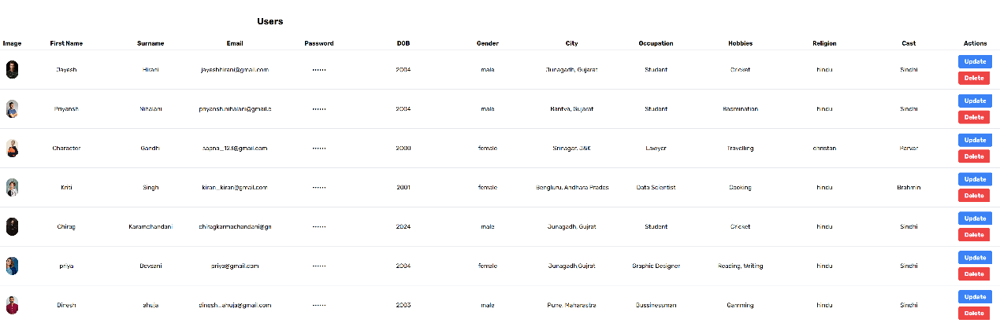 Users
Image First Name Surname Email Password DOB Gender City Occupation Hobbies Religion Cast Actions
Jayesh Hirani jayeshhirani@gmail.com •••••• 2004 male Junagadh, Gujarat Student Cricket hindu Sindhi Update
Delete
Priyansh Nihalani priyansh.nihalani@gmail.c •••••• 2004 male Bantva, Gujarat Student Badmination hindu Sindhi Update
Delete
Character Gandhi sapna_123@gmail.com •••••• 2000 female Srinagar, J&K Lawyer Travelling christan Parvar Update
Delete
Kriti Singh kiran_kiran@gmail.com •••••• 2001 female Bengluru, Andhara Prades Data Scientist Cooking hindu Brahmin Update
Delete
Chirag Karamchandani chiragkarmachandani@gn •••••• 2024 male Junagadh, Gujrat Student Cricket hindu Sindhi Update
Delete
priya Devsani priya@gmail.com •••••• 2004 female Junagadh,Gujrat Graphic Designer Reading, Writing hindu Sindhi Update
Delete
Dinesh ahuja dinesh_ahuja@gmail.com •••••• 2003 male Pune, Maharastra Bussinessman Gamming hindu Sindhi Update
Delete